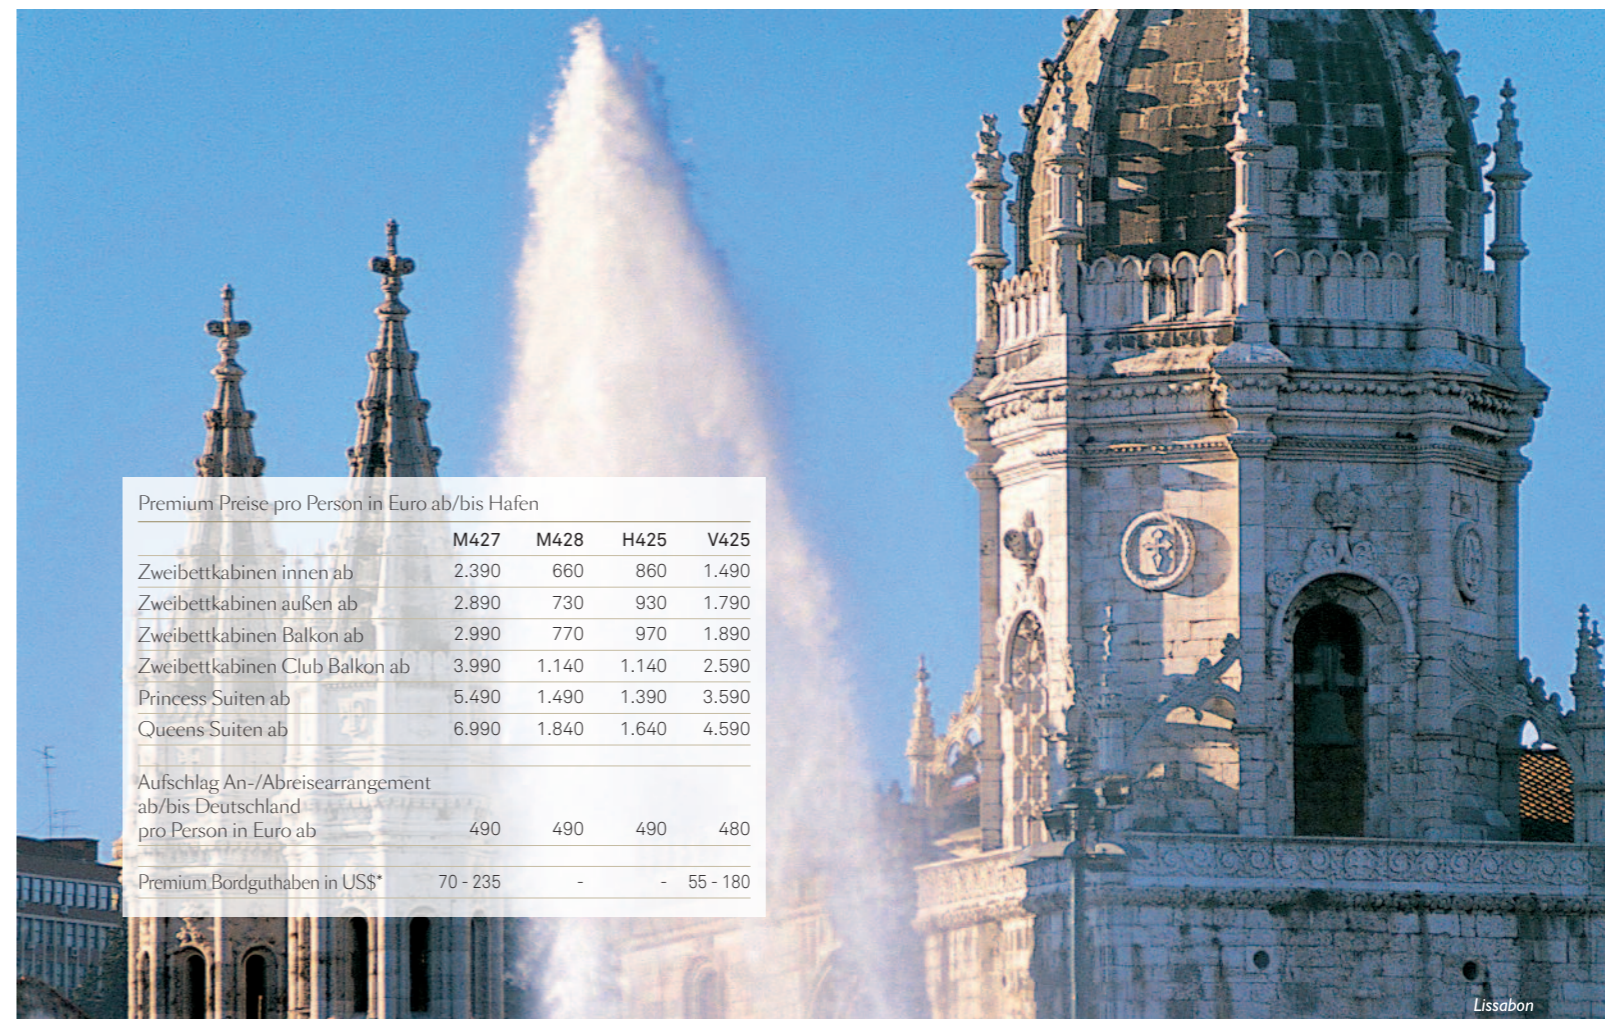 Premium Preise pro Person in Euro ab/bis Hafen
M427 M428 H425 V425
Zweibettkabinen innen ab 2.390 660 860 1.490
Zweibettkabinen außen ab 2.890 730 930 1.790
Zweibettkabinen Balkon ab 2.990 770 970 1.890
Zweibettkabinen Club Balkon ab 3.990 1.140 1.140 2.590
Princess Suiten ab 5.490 1.490 1.390 3.590
Queens Suiten ab 6.990 1.840 1.640 4.590
Aufschlag An-/Abreisearrangement
ab/bis Deutschland
pro Person in Euro ab 490 490 490 480
Premium Bordguthaben in US$* 70 - 235 - - 55 - 180
Lissabon